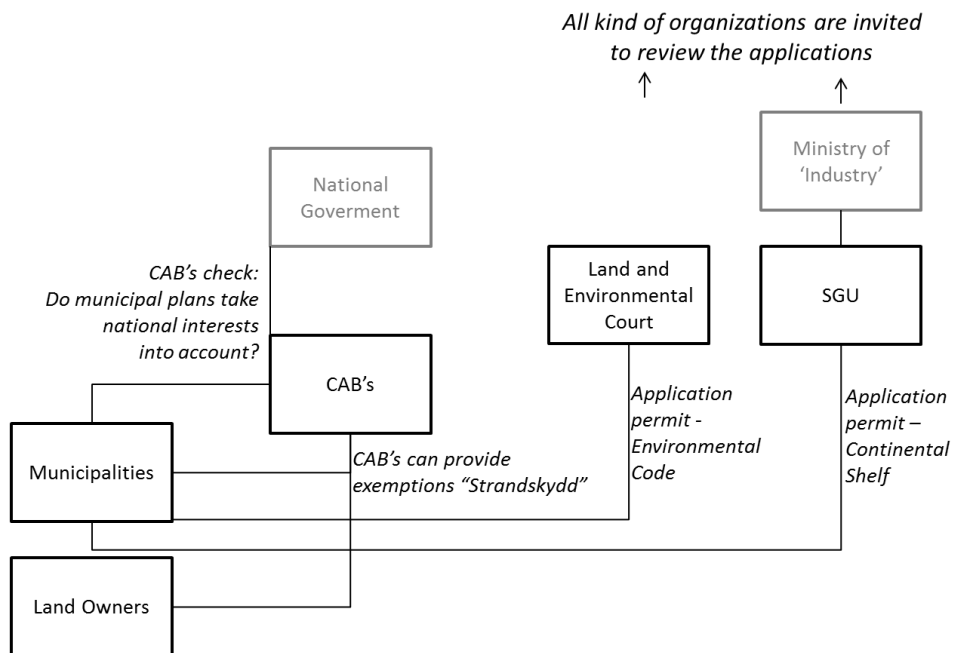 All kind of organizations are invited
to review the applications
Ministry of
‘Industry’
National
Goverment
CAB’s check:
Do municipal plans take
national interests
into account?
Land and
Environmental
Court
SGU
CAB’s
Application
permit -
Environmental
Code
Application
permit –
Continental
Shelf
Municipalities
CAB’s can provide
exemptions “Strandskydd”
Land Owners